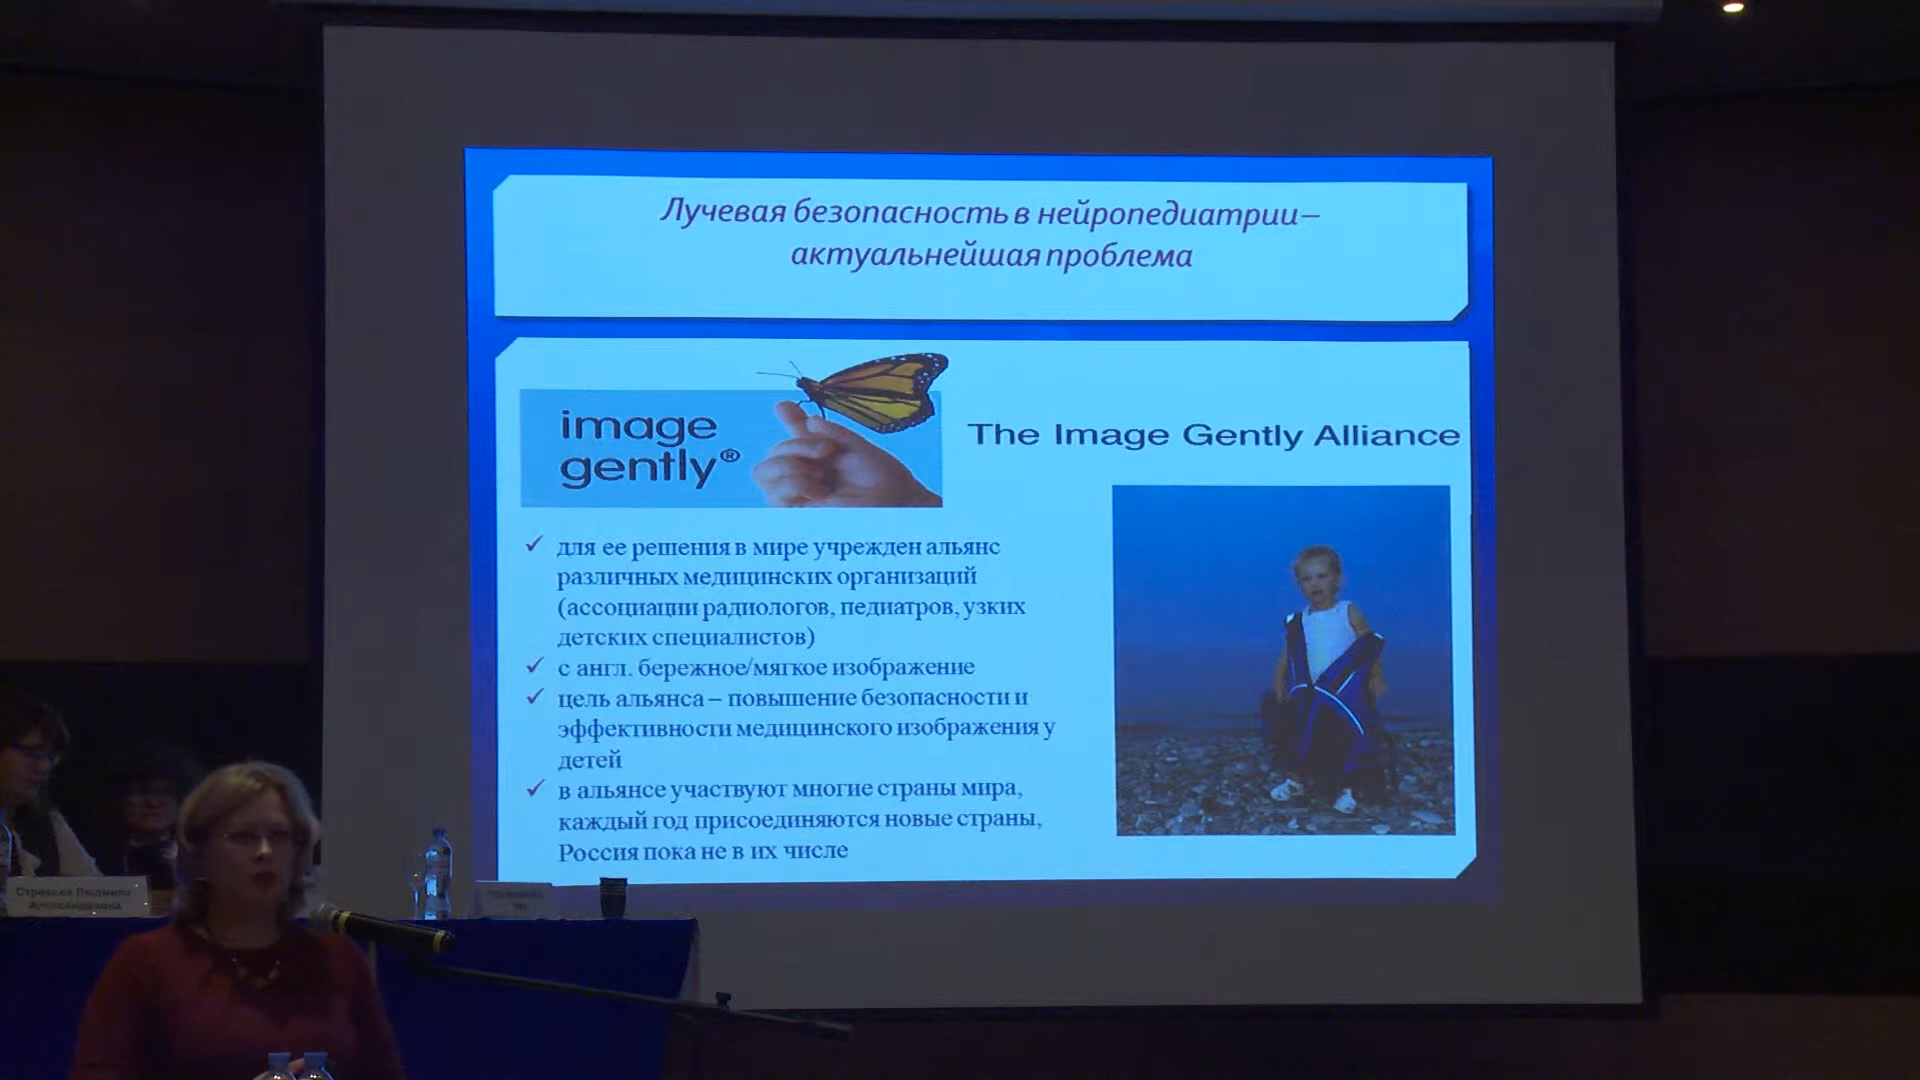 Лучевая безопасность в нейропедиатрии–
актуальнейшая проблема
image
gently®
The Image Gently Alliance
✓ для ее решения в мире учрежден альянс
различных медицинских организаций
(ассоциации радиологов, педиатров, узких
детских специалистов)
✓ с англ. бережное/мягкое изображение
✓ цель альянса – повышение безопасности и
эффективности медицинского изображения у
детей
✓ в альянсе участвуют многие страны мира,
каждый год присоединяются новые страны,
Россия пока не в их числе
Людмила
Александровна